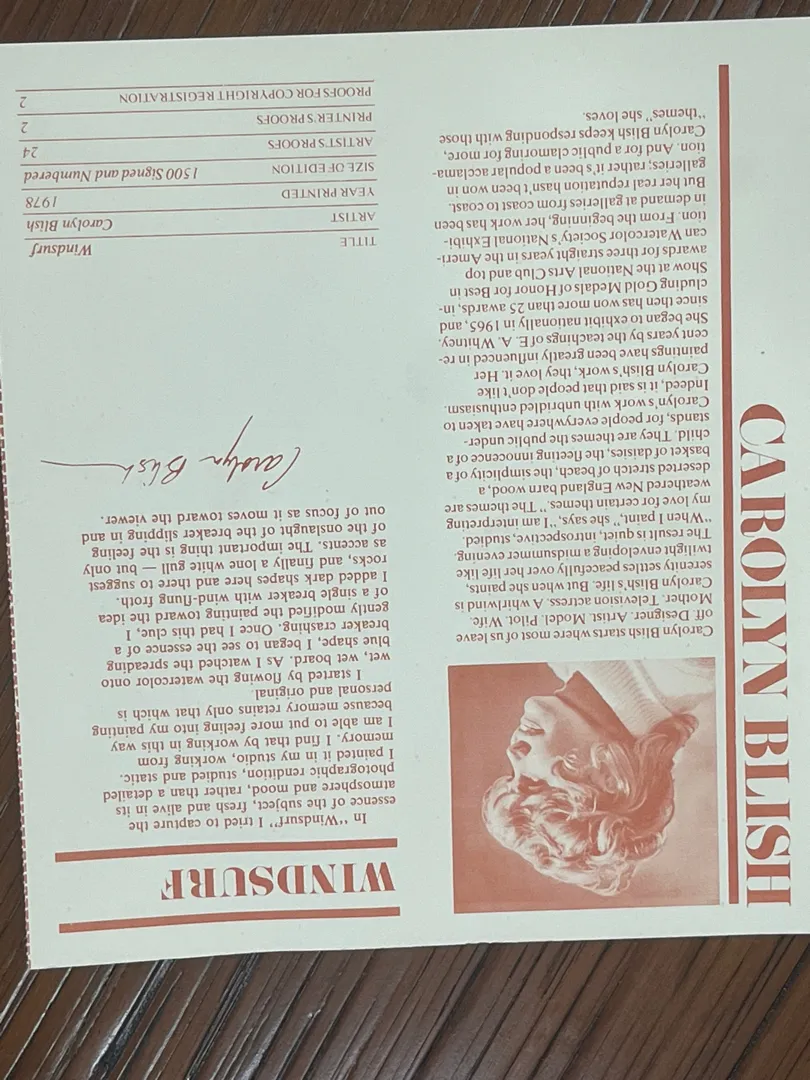 CAROLYN BLISH
Carolyn Blish starts where most of us leave
off. Designer. Artist. Model. Pilot. Wife.
Mother. Television actress. A whirlwind is
Carolyn Blish's life. But when she paints,
serenity settles peacefully over her life like
twilight enveloping a midsummer evening.
The result is quiet, introspective, studied.
"When I paint," she says, "I am interpreting
my love for certain themes." The themes are
weathered New England barn wood, a
deserted stretch of beach, the simplicity of a
basket of daisies, the fleeting innocence of a
child. They are themes the public under-
stands, for people everywhere have taken to
Carolyn's work with unbridled enthusiasm.
Indeed, it is said that people don't like
Carolyn Blish's work, they love it. Her
paintings have been greatly influenced in re-
cent years by the teachings of E. A. Whitney.
She began to exhibit nationally in 1965, and
since then has won more than 25 awards, in-
cluding Gold Medals of Honor for Best in
Show at the National Arts Club and top
awards for three straight years in the Ameri-
can Watercolor Society's National Exhibi-
tion. From the beginning, her work has been
in demand at galleries from coast to coast.
But her real reputation hasn't been won in
galleries; rather it's been a popular acclama-
tion. And for a public clamoring for more,
Carolyn Blish keeps responding with those
"themes" she loves.
WINDSURF
In "Windsurf" I tried to capture the
essence of the subject, fresh and alive in its
atmosphere and mood, rather than a detailed
photographic rendition, studied and static.
I painted it in my studio, working from
memory. I find that by working in this way
I am able to put more feeling into my painting
because memory retains only that which is
personal and original.
I started by flowing the watercolor onto
wet, wet board. As I watched the spreading
blue shape, I began to see the essence of a
breaker crashing. Once I had this clue, I
gently modified the painting toward the idea
of a single breaker with wind-flung froth.
I added dark shapes here and there to suggest
rocks, and finally a lone white gull — but only
as accents. The important thing is the feeling
of the onslaught of the breaker slipping in and
out of focus as it moves toward the viewer.
Carolyn Blish
TITLE Windsurf
ARTIST Carolyn Blish
YEAR PRINTED 1978
SIZE OF EDITION 1500 Signed and Numbered
ARTIST'S PROOFS 24
PRINTER'S PROOFS 2
PROOFS FOR COPYRIGHT REGISTRATION 2